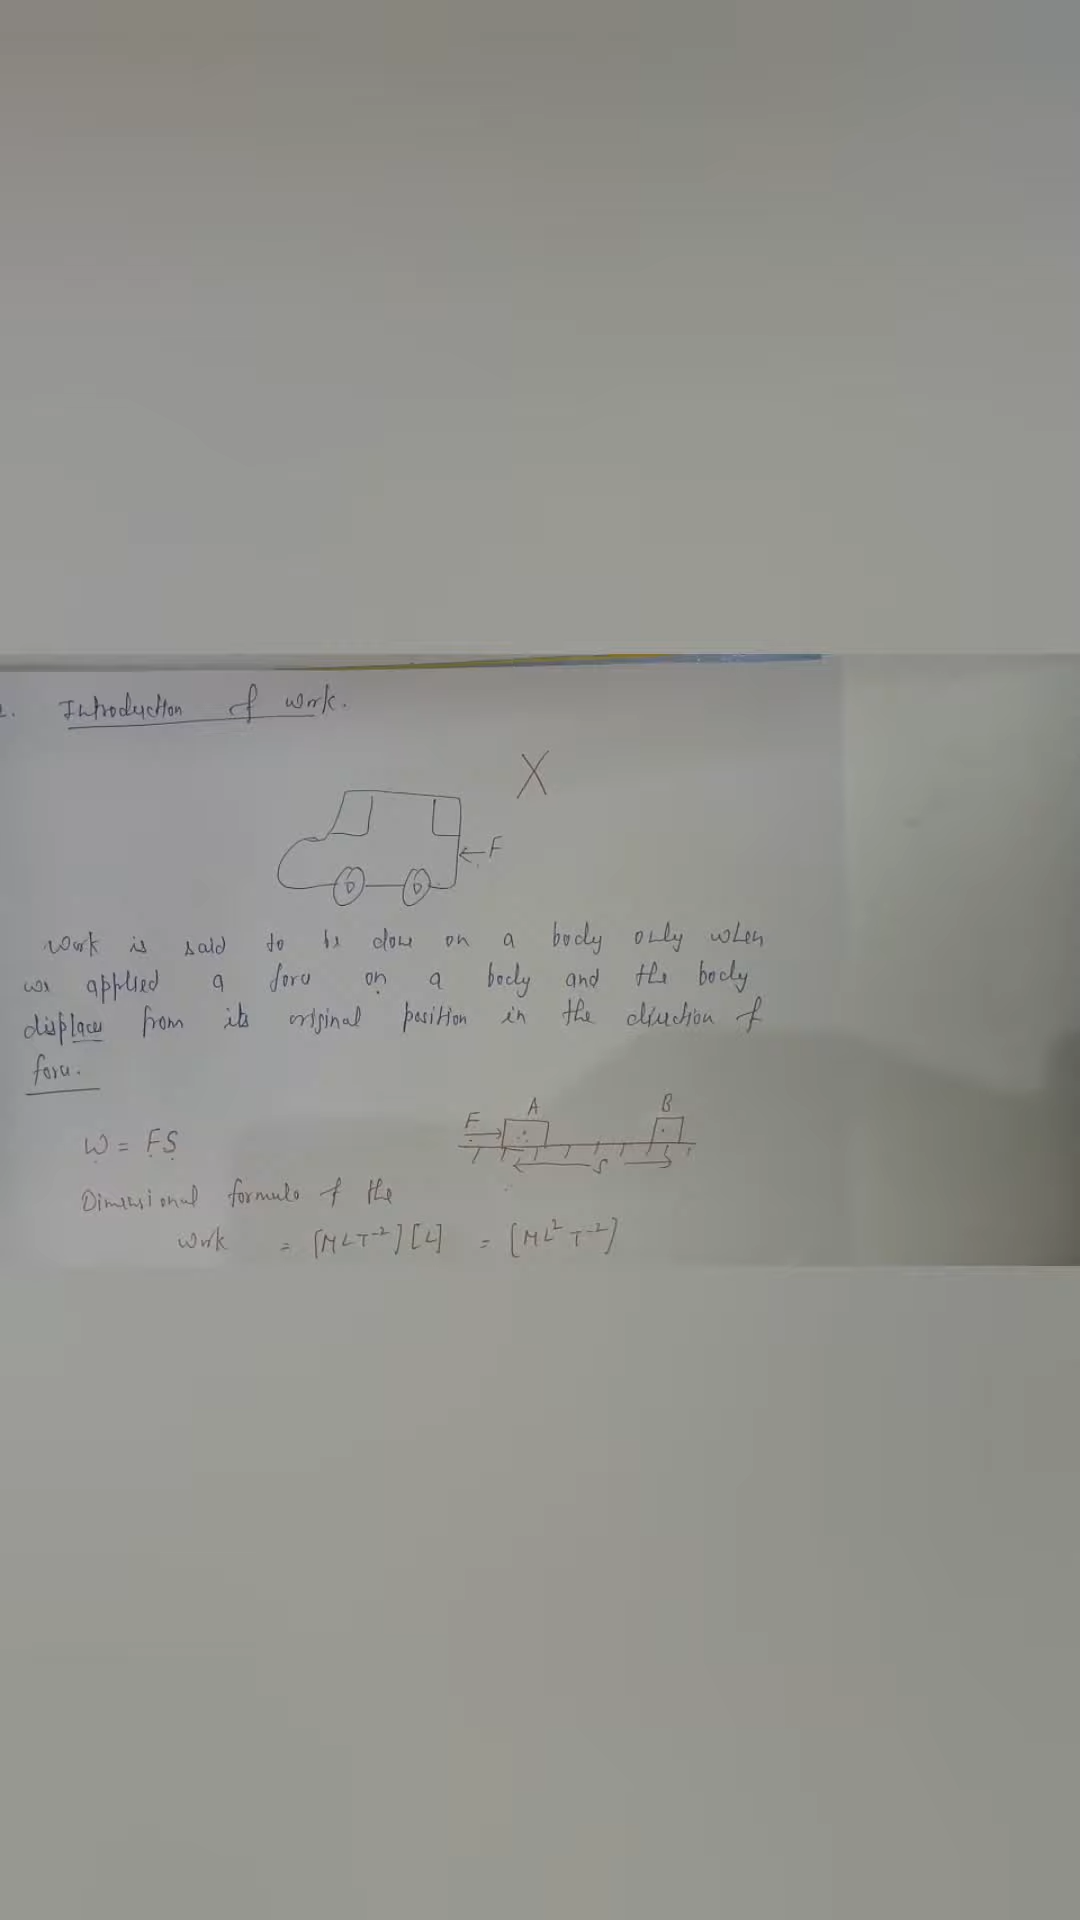 Introduction of work.
X
F
Work is said to be done on a body only when
we applied a force on a body and the body
displaces from its original position in the direction of
force.
A B
F
W = FS
S
Dimensional formula of the
work = [MLT⁻²][L] = [ML²T⁻²]